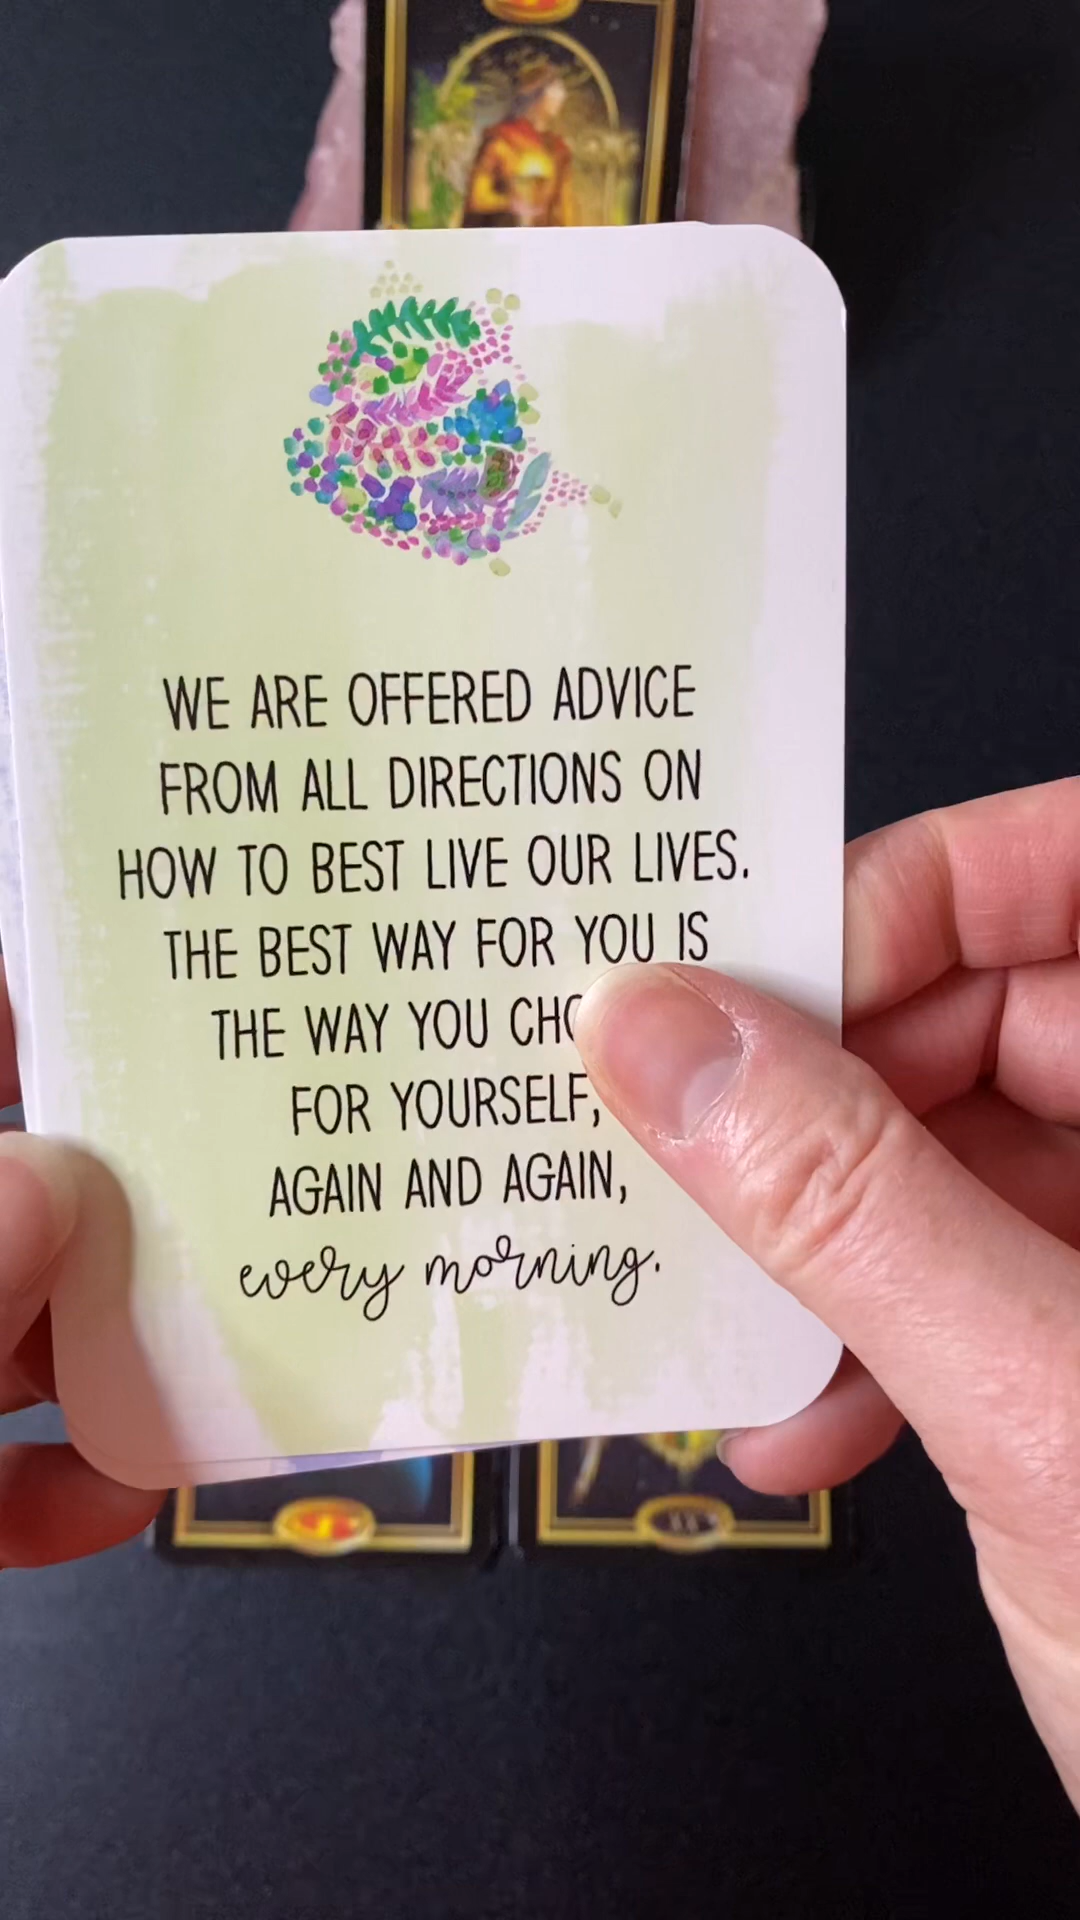 WE ARE OFFERED ADVICE
FROM ALL DIRECTIONS ON
HOW TO BEST LIVE OUR LIVES.
THE BEST WAY FOR YOU IS
THE WAY YOU
FOR YOURSELF,
AGAIN AND AGAIN,
every morning.